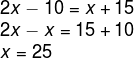 2x − 10 = x + 15
2x − x = 15 + 10
x = 25